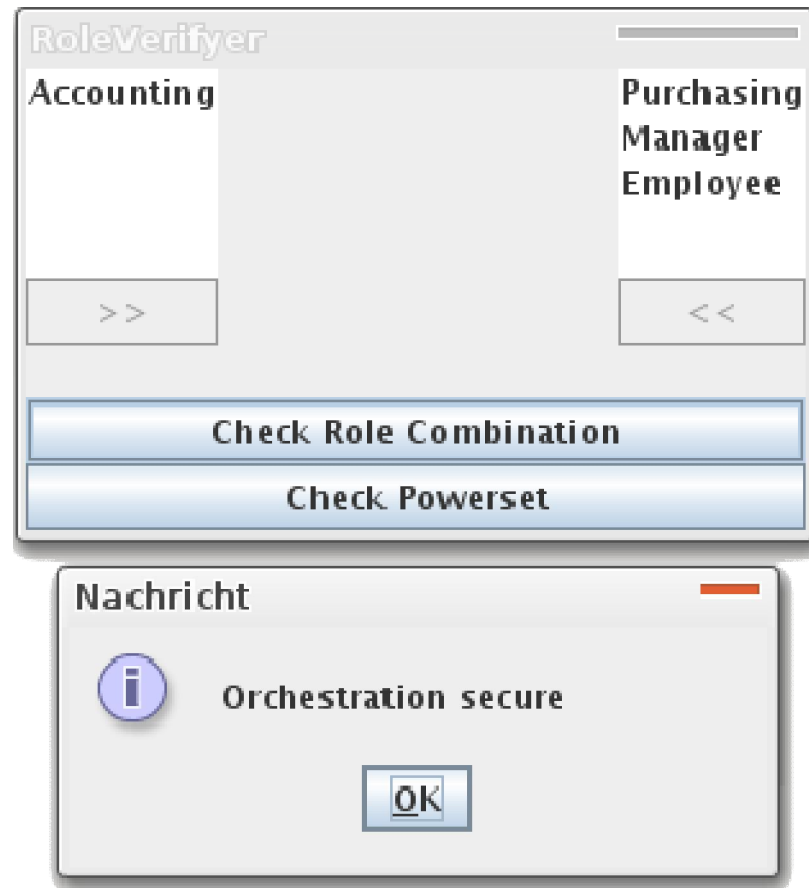 RoleVerifyer
Accounting
Purchasing
Manager
Employee
>>
<<
Check Role Combination
Check Powerset
Nachricht
i
Orchestration secure
OK